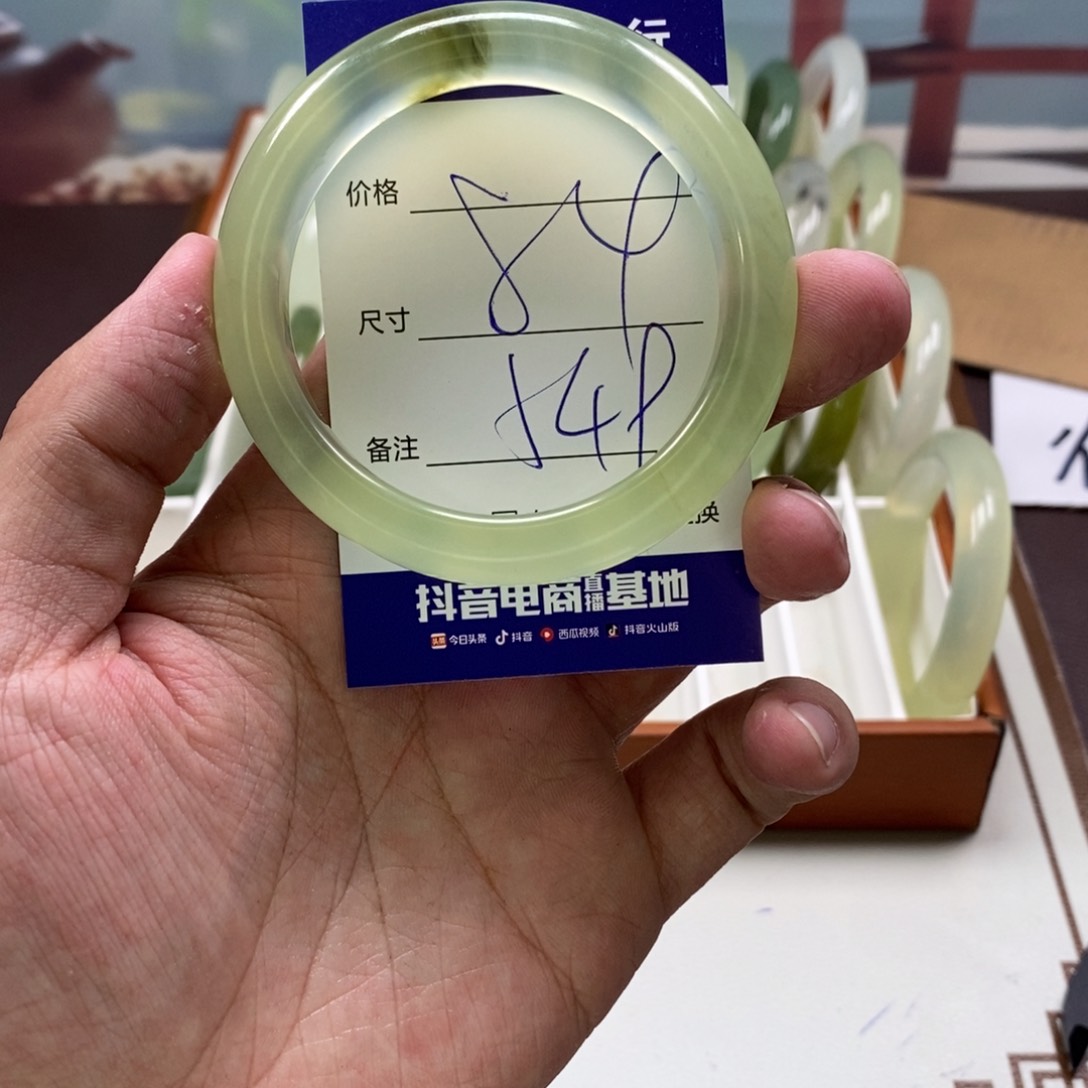 行
价格 84
尺寸
备注 54P
换
抖音电商直播基地
今日头条 抖音 西瓜视频 抖音火山版